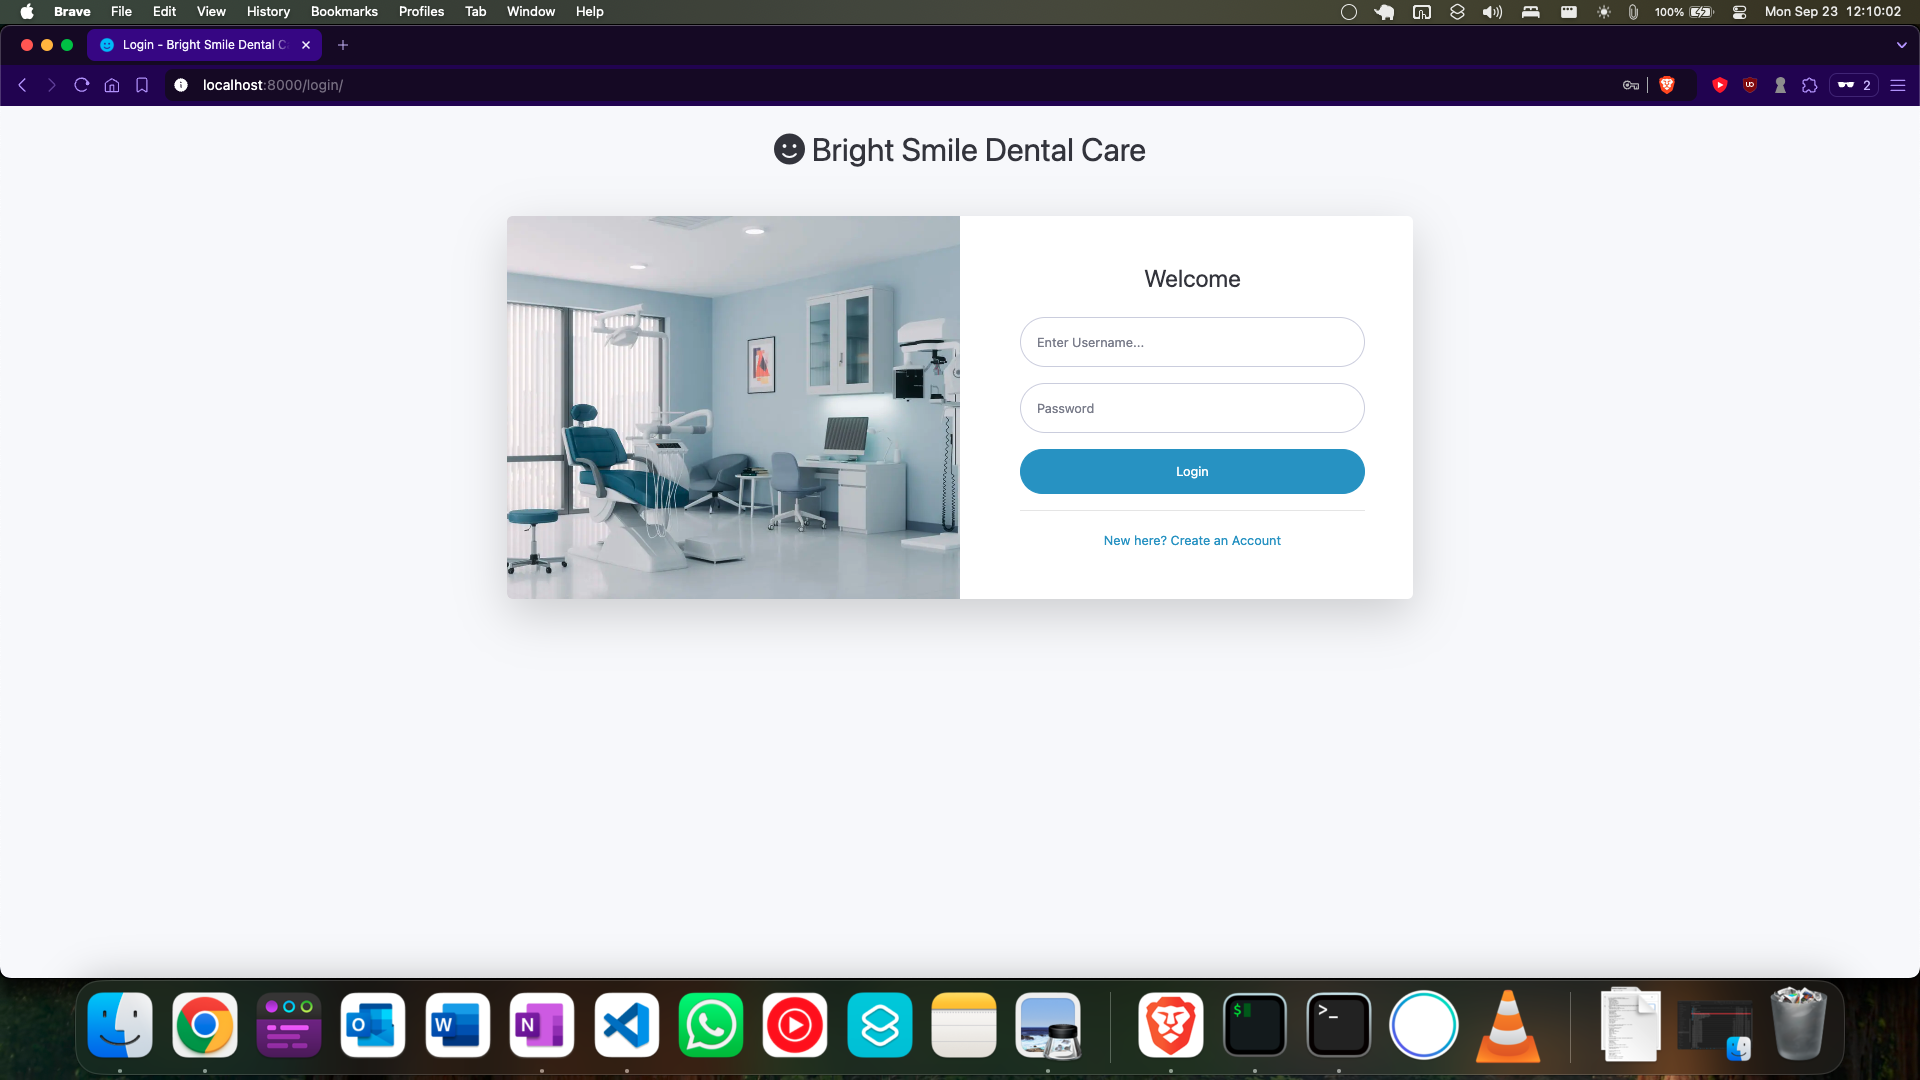 Brave File Edit View History Bookmarks Profiles Tab Window Help 100% Mon Sep 23 12:10:02
Login - Bright Smile Dental C
localhost:8000/login/ 2
Bright Smile Dental Care
Welcome
Enter Username...
Password
Login
New here? Create an Account